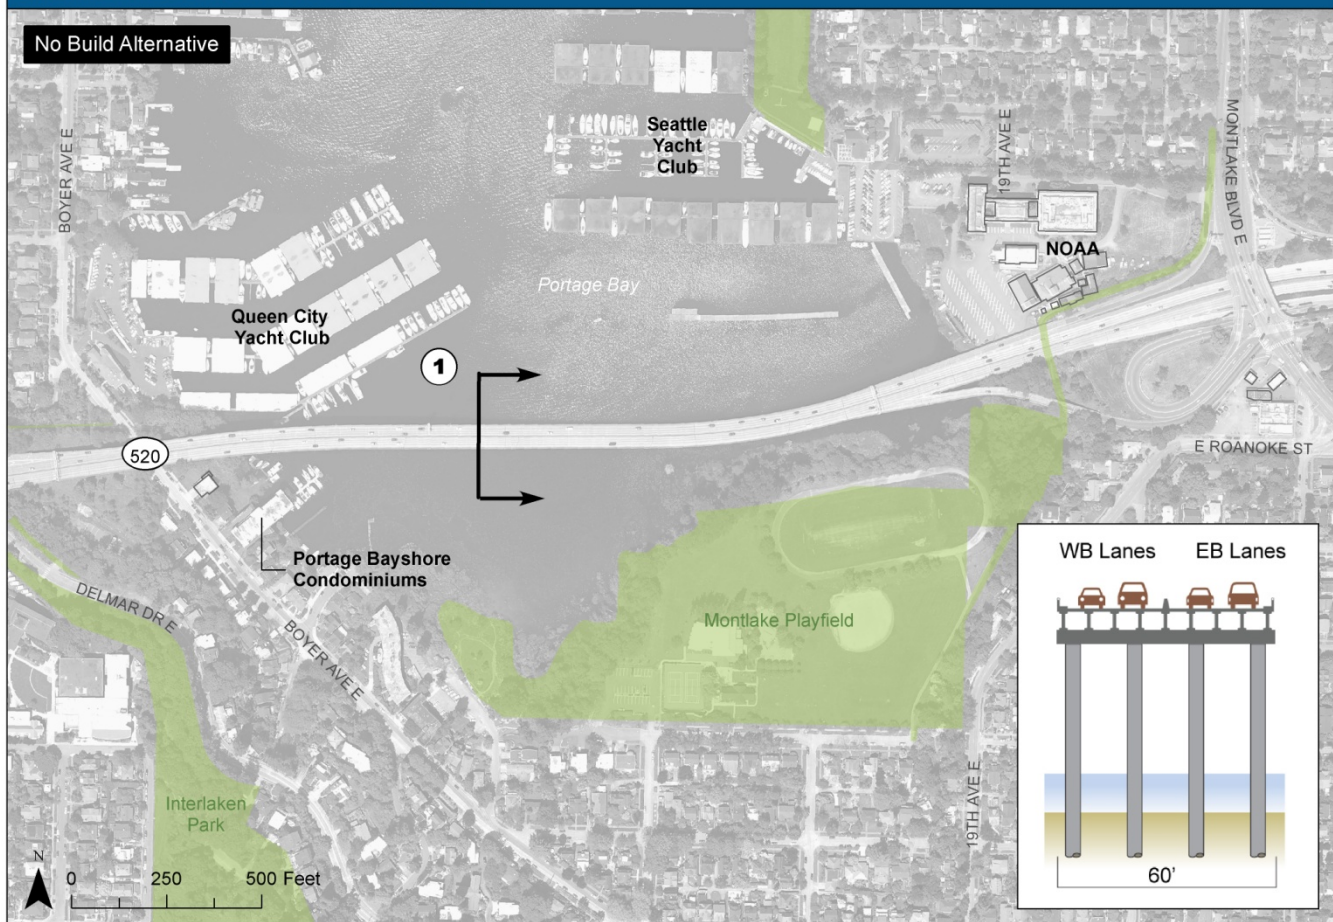 No Build Alternative
BOYER AVE E
Seattle
Yacht
Club
19TH AVE E
MONTLAKE BLVD E
NOAA
Portage Bay
Queen City
Yacht Club
1
520
E ROANOKE ST
Portage Bayshore
Condominiums
DELMAR DR E
BOYER AVE E
Montlake Playfield
Interlaken
Park
19TH AVE E
N
0 250 500 Feet
WB Lanes EB Lanes
60'